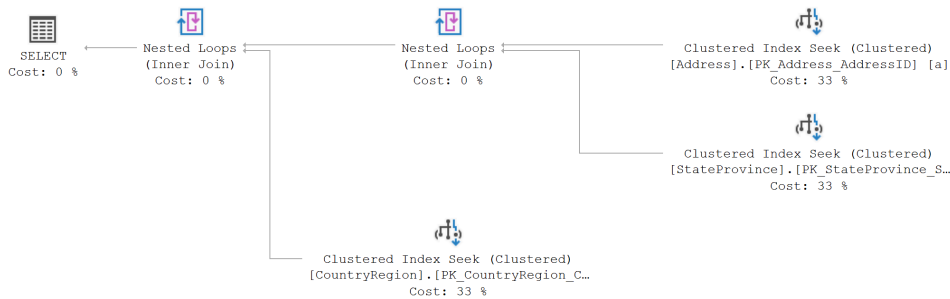 SELECT
Cost: 0 %
Nested Loops
(Inner Join)
Cost: 0 %
Nested Loops
(Inner Join)
Cost: 0 %
Clustered Index Seek (Clustered)
[Address].[PK_Address_AddressID] [a]
Cost: 33 %
Clustered Index Seek (Clustered)
[StateProvince].[PK_StateProvince_S…
Cost: 33 %
Clustered Index Seek (Clustered)
[CountryRegion].[PK_CountryRegion_C…
Cost: 33 %